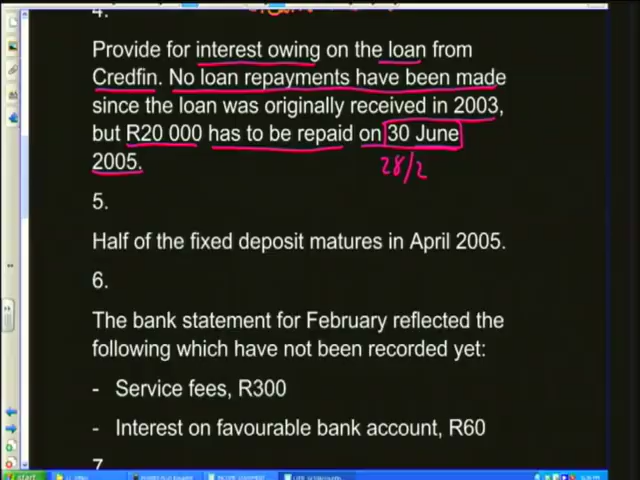 4.
Provide for interest owing on the loan from
Credfin. No loan repayments have been made
since the loan was originally received in 2003,
but R20 000 has to be repaid on 30 June
2005.
28/2
5.
Half of the fixed deposit matures in April 2005.
6.
The bank statement for February reflected the
following which have not been recorded yet:
- Service fees, R300
- Interest on favourable bank account, R60
7
START